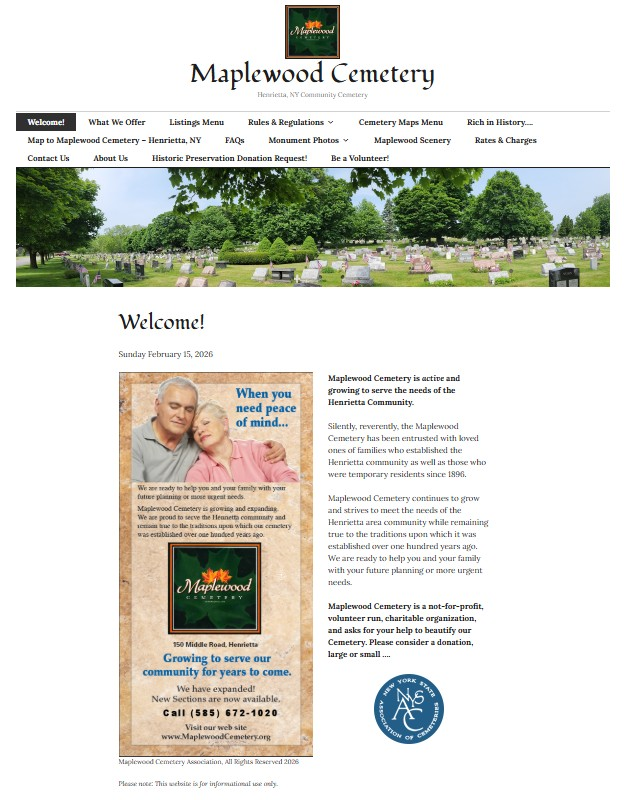 Maplewood
CEMETERY
Maplewood Cemetery
Henrietta, NY Community Cemetery
Welcome! What We Offer Listings Menu Rules & Regulations Cemetery Maps Menu Rich in History….
Map to Maplewood Cemetery – Henrietta, NY FAQs Monument Photos Maplewood Scenery Rates & Charges
Contact Us About Us Historic Preservation Donation Request! Be a Volunteer!
Welcome!
Sunday February 15, 2026
When you
need peace
of mind...
We are ready to help you and your family with your
future planning or more urgent needs.
Maplewood Cemetery is growing and expanding.
We are proud to serve the Henrietta community and
remain true to the traditions upon which our cemetery
was established over one hundred years ago.
Maplewood
CEMETERY
150 Middle Road, Henrietta
Growing to serve our
community for years to come.
We have expanded!
New Sections are now available.
Call (585) 672-1020
Visit our web site
www.MaplewoodCemetery.org
Maplewood Cemetery Association, All Rights Reserved 2026
Please note: This website is for informational use only.
Maplewood Cemetery is active and
growing to serve the needs of the
Henrietta Community.
Silently, reverently, the Maplewood
Cemetery has been entrusted with loved
ones of families who established the
Henrietta community as well as those who
were temporary residents since 1896.
Maplewood Cemetery continues to grow
and strives to meet the needs of the
Henrietta area community while remaining
true to the traditions upon which it was
established over one hundred years ago.
We are ready to help you and your family
with your future planning or more urgent
needs.
Maplewood Cemetery is a not-for-profit,
volunteer run, charitable organization,
and asks for your help to beautify our
Cemetery. Please consider a donation,
large or small ….
NEW YORK STATE
NYS
AC
ASSOCIATION OF CEMETERIES